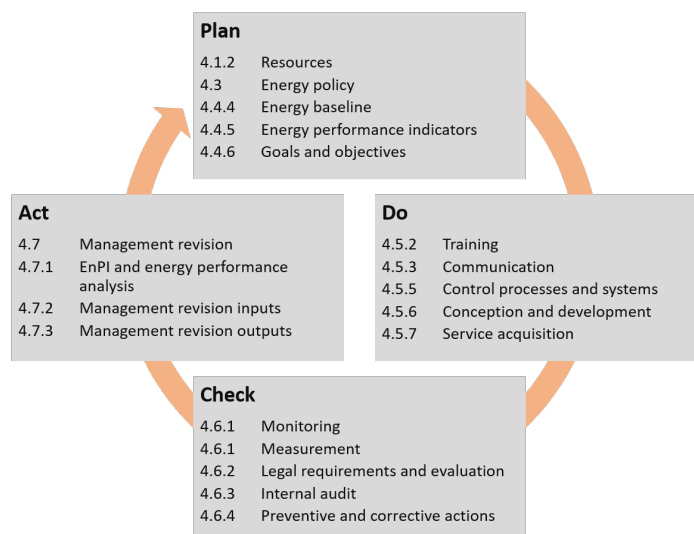 Plan
4.1.2 Resources
4.3 Energy policy
4.4.4 Energy baseline
4.4.5 Energy performance indicators
4.4.6 Goals and objectives
Act
4.7 Management revision
4.7.1 EnPI and energy performance
analysis
4.7.2 Management revision inputs
4.7.3 Management revision outputs
Do
4.5.2 Training
4.5.3 Communication
4.5.5 Control processes and systems
4.5.6 Conception and development
4.5.7 Service acquisition
Check
4.6.1 Monitoring
4.6.1 Measurement
4.6.2 Legal requirements and evaluation
4.6.3 Internal audit
4.6.4 Preventive and corrective actions